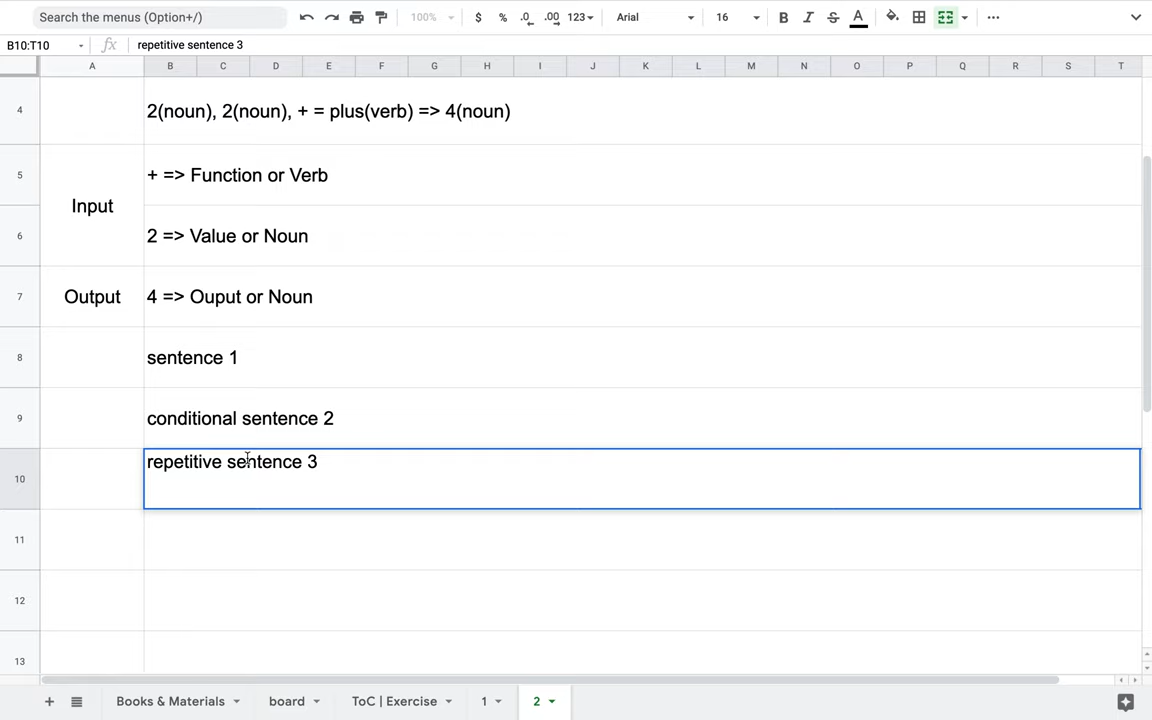 Search the menus (Option+/)
100%
$ % .0 .00 123
Arial
16
B I S A
B10:T10
fx
repetitive sentence 3
A B C D E F G H I J K L M N O P Q R S T
4
2(noun), 2(noun), + = plus(verb) => 4(noun)
5
+ => Function or Verb
Input
6
2 => Value or Noun
7
Output
4 => Ouput or Noun
8
sentence 1
9
conditional sentence 2
10
repetitive sentence 3
11
12
13
Books & Materials
board
ToC | Exercise
1
2